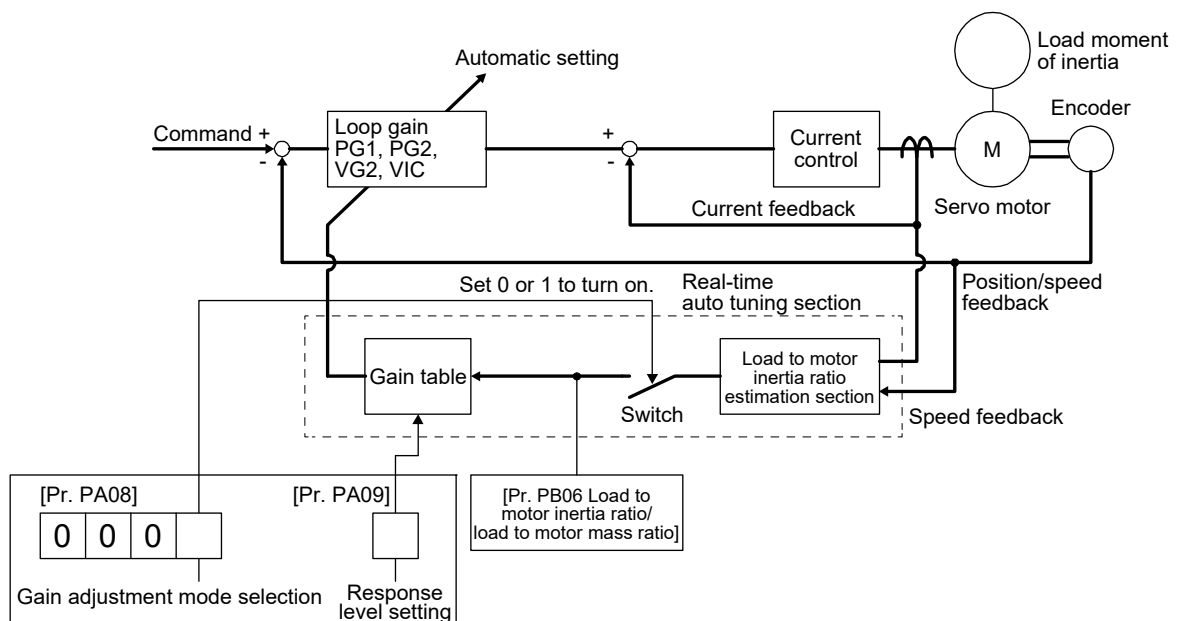 Load moment
of inertia
Automatic setting
Encoder
Command +
-
Loop gain
PG1, PG2,
VG2, VIC
+
-
Current
control
M
Current feedback
Servo motor
Set 0 or 1 to turn on.
Real-time
auto tuning section
Position/speed
feedback
Gain table
Switch
Load to motor
inertia ratio
estimation section
Speed feedback
[Pr. PA08]
[Pr. PA09]
[Pr. PB06 Load to
motor inertia ratio/
load to motor mass ratio]
0 0 0
Gain adjustment mode selection
Response
level setting